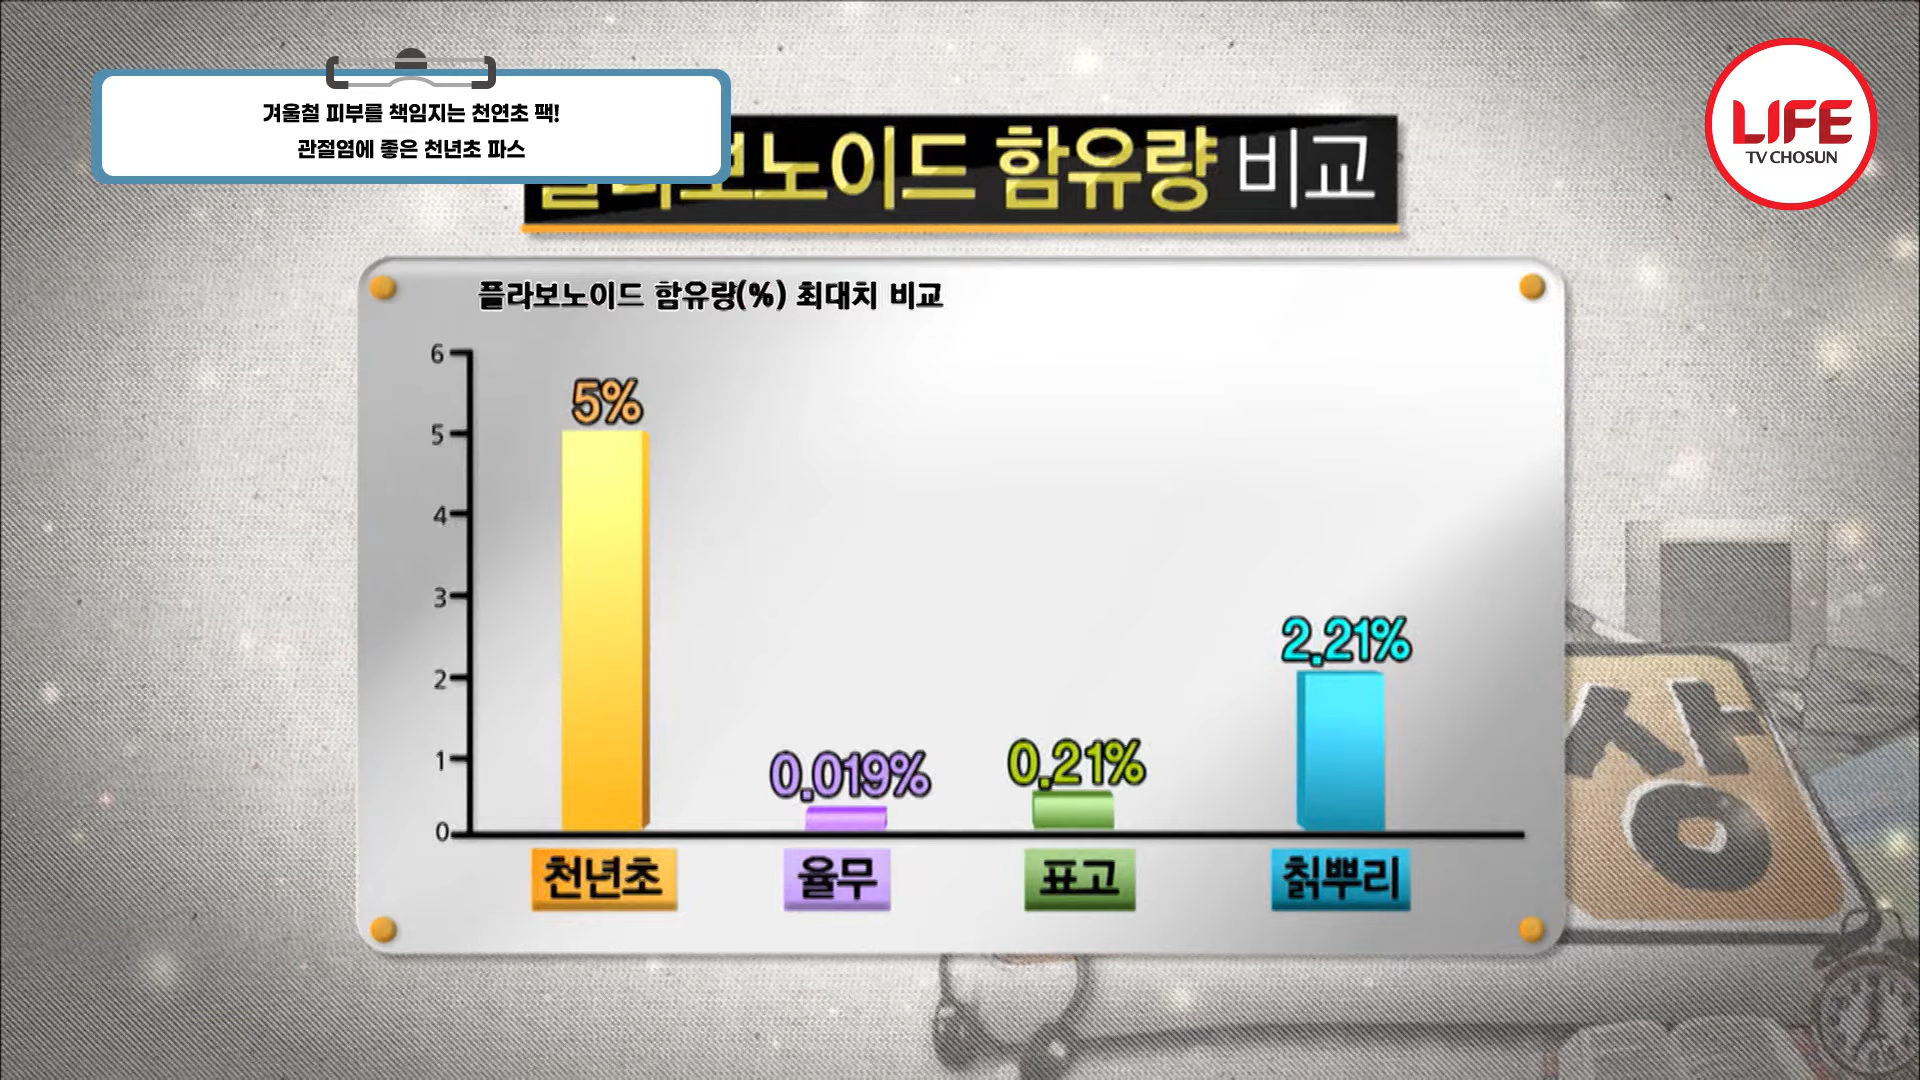 겨울철 피부를 책임지는 천연초 팩!
관절염에 좋은 천년초 파스
LIFE
TV CHOSUN
플라보노이드 함유량 비교
플라보노이드 함유량(%) 최대치 비교
6
5
4
3
2
1
0
5%
0.019%
0.21%
2.21%
천년초
율무
표고
칡뿌리
상